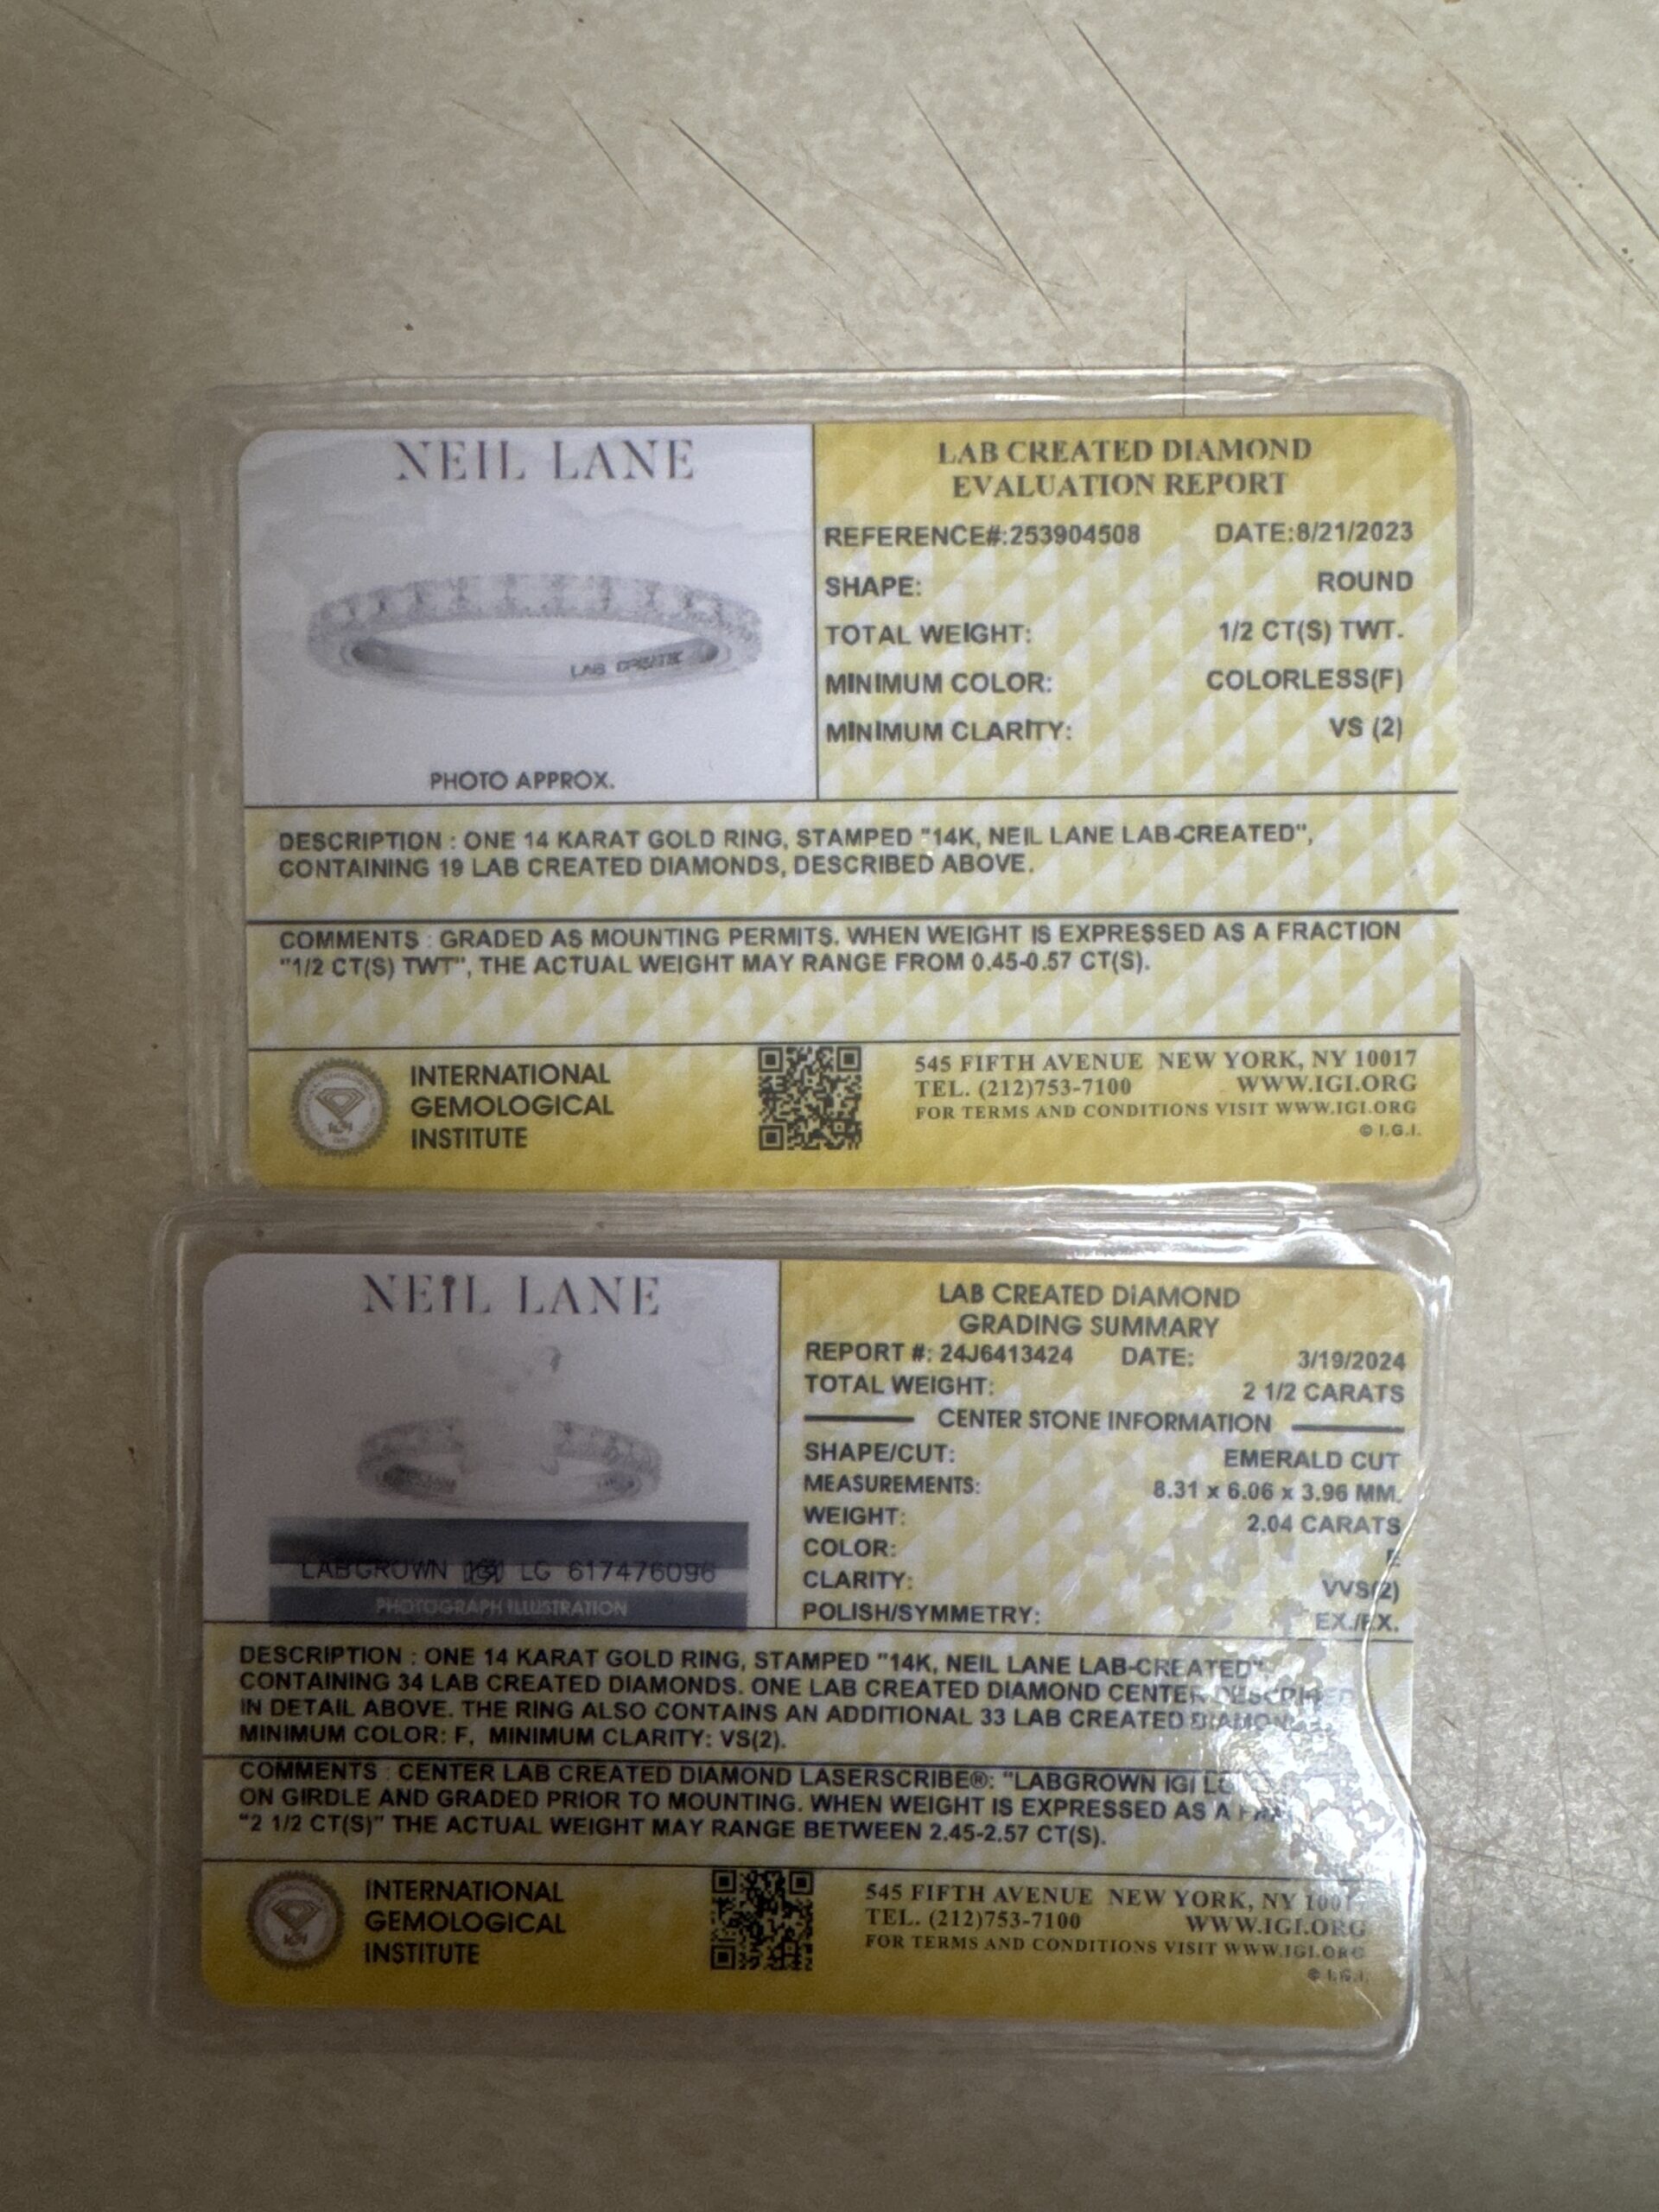 NEIL LANE
LAB CREATED DIAMOND
EVALUATION REPORT
REFERENCE#:253904508 DATE:8/21/2023
SHAPE: ROUND
TOTAL WEIGHT: 1/2 CT(S) TWT.
MINIMUM COLOR: COLORLESS(F)
MINIMUM CLARITY: VS (2)
LAB
PHOTO APPROX.
DESCRIPTION : ONE 14 KARAT GOLD RING, STAMPED "14K, NEIL LANE LAB-CREATED",
CONTAINING 19 LAB CREATED DIAMONDS, DESCRIBED ABOVE.
COMMENTS : GRADED AS MOUNTING PERMITS. WHEN WEIGHT IS EXPRESSED AS A FRACTION
"1/2 CT(S) TWT", THE ACTUAL WEIGHT MAY RANGE FROM 0.45-0.57 CT(S).
INTERNATIONAL
GEMOLOGICAL
INSTITUTE
545 FIFTH AVENUE NEW YORK, NY 10017
TEL. (212)753-7100 WWW.IGI.ORG
FOR TERMS AND CONDITIONS VISIT WWW.IGI.ORG
© I.G.I.
NEIL LANE
LABGROWN IGI LG 617476096
PHOTOGRAPH ILLUSTRATION
LAB CREATED DIAMOND
GRADING SUMMARY
REPORT #: 24J6413424 DATE: 3/19/2024
TOTAL WEIGHT: 2 1/2 CARATS
CENTER STONE INFORMATION
SHAPE/CUT: EMERALD CUT
MEASUREMENTS: 8.31 x 6.06 x 3.96 MM.
WEIGHT: 2.04 CARATS
COLOR:
CLARITY: VVS(2)
POLISH/SYMMETRY: EX./EX.
DESCRIPTION : ONE 14 KARAT GOLD RING, STAMPED "14K, NEIL LANE LAB-CREATED"
CONTAINING 34 LAB CREATED DIAMONDS. ONE LAB CREATED DIAMOND CENTER DESCRIBED
IN DETAIL ABOVE. THE RING ALSO CONTAINS AN ADDITIONAL 33 LAB CREATED
MINIMUM COLOR: F, MINIMUM CLARITY: VS(2).
COMMENTS : CENTER LAB CREATED DIAMOND LASERSCRIBE®: "LABGROWN IGI
ON GIRDLE AND GRADED PRIOR TO MOUNTING. WHEN WEIGHT IS EXPRESSED AS A
"2 1/2 CT(S)" THE ACTUAL WEIGHT MAY RANGE BETWEEN 2.45-2.57 CT(S).
INTERNATIONAL
GEMOLOGICAL
INSTITUTE
545 FIFTH AVENUE NEW YORK, NY 10017
TEL. (212)753-7100 WWW.IGI.ORG
FOR TERMS AND CONDITIONS VISIT WWW.IGI.ORG
© I.G.I.